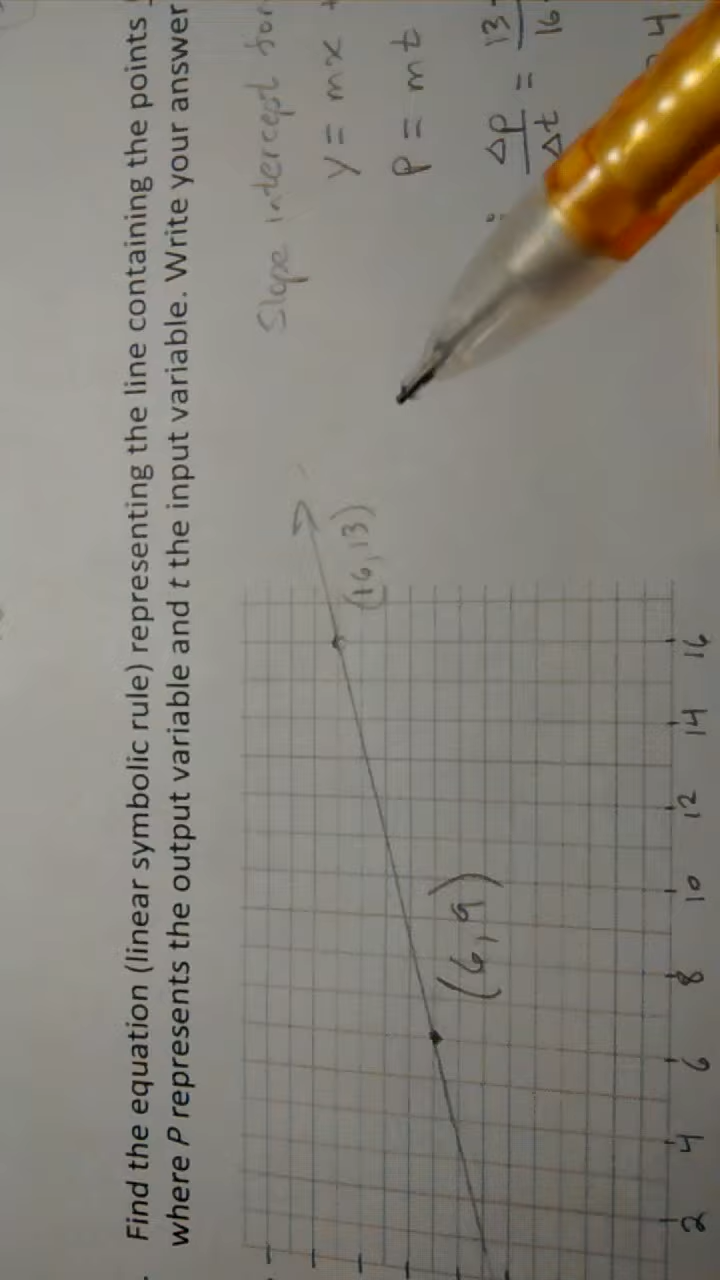 Find the equation (linear symbolic rule) representing the line containing the points
where P represents the output variable and t the input variable. Write your answer
Slope intercept for
y = mx +
P = mt
ΔP/Δt = 13/16
4
(16,13)
(6,9)
2 4 6 8 10 12 14 16